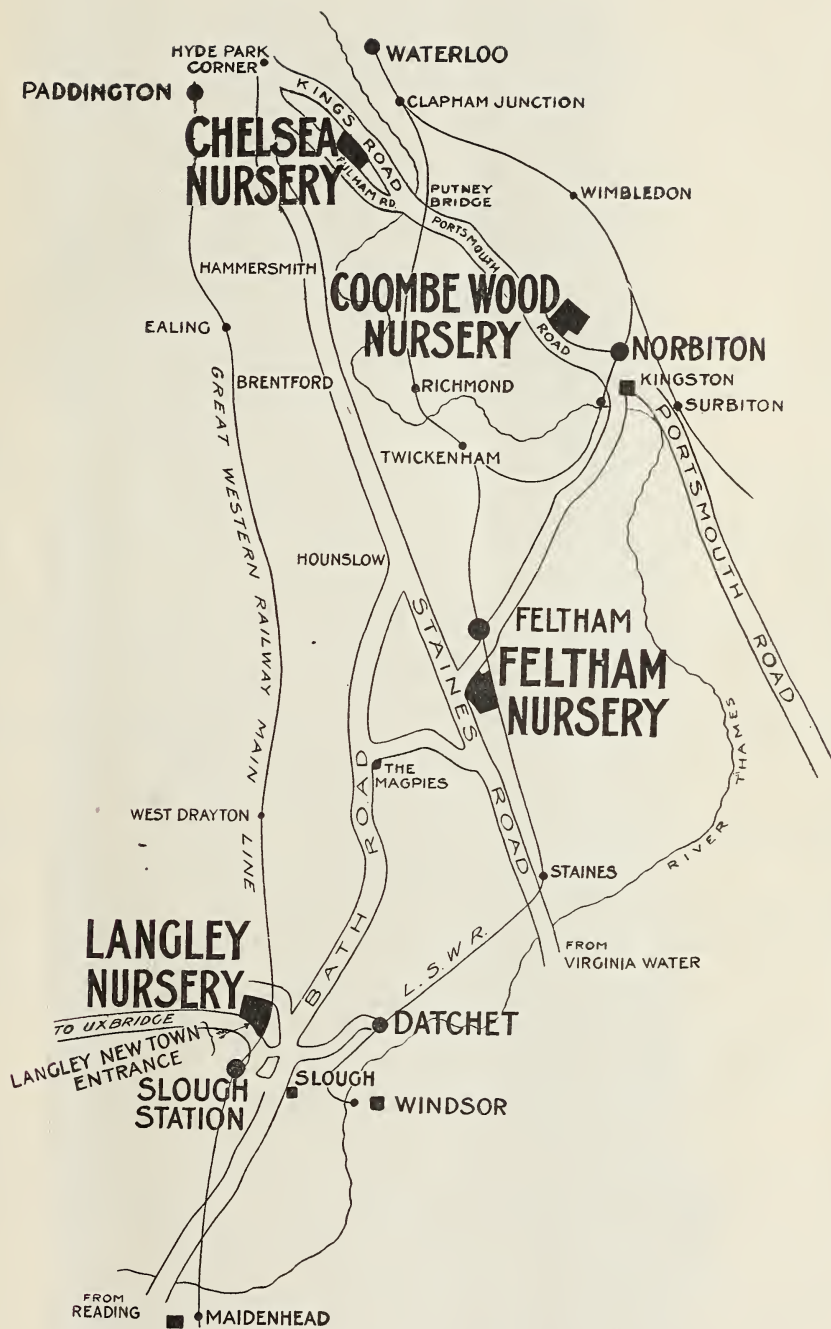 HYDE PARK
CORNER
WATERLOO
PADDINGTON
CLAPHAM JUNCTION
KINGS ROAD
CHELSEA
NURSERY
FULHAM RD.
PUTNEY
BRIDGE
WIMBLEDON
PORTSMOUTH ROAD
HAMMERSMITH
COOMBE WOOD
NURSERY
EALING
NORBITON
BRENTFORD
RICHMOND
KINGSTON
SURBITON
TWICKENHAM
GREAT WESTERN RAILWAY MAIN LINE
PORTSMOUTH ROAD
HOUNSLOW
STAINES ROAD
FELTHAM
FELTHAM
NURSERY
RIVER THAMES
THE
MAGPIES
WEST DRAYTON
BATH ROAD
STAINES
LANGLEY
NURSERY
FROM
VIRGINIA WATER
L.S.W.R.
TO UXBRIDGE
DATCHET
LANGLEY NEW TOWN
ENTRANCE
SLOUGH
STATION
SLOUGH
WINDSOR
FROM
READING
MAIDENHEAD